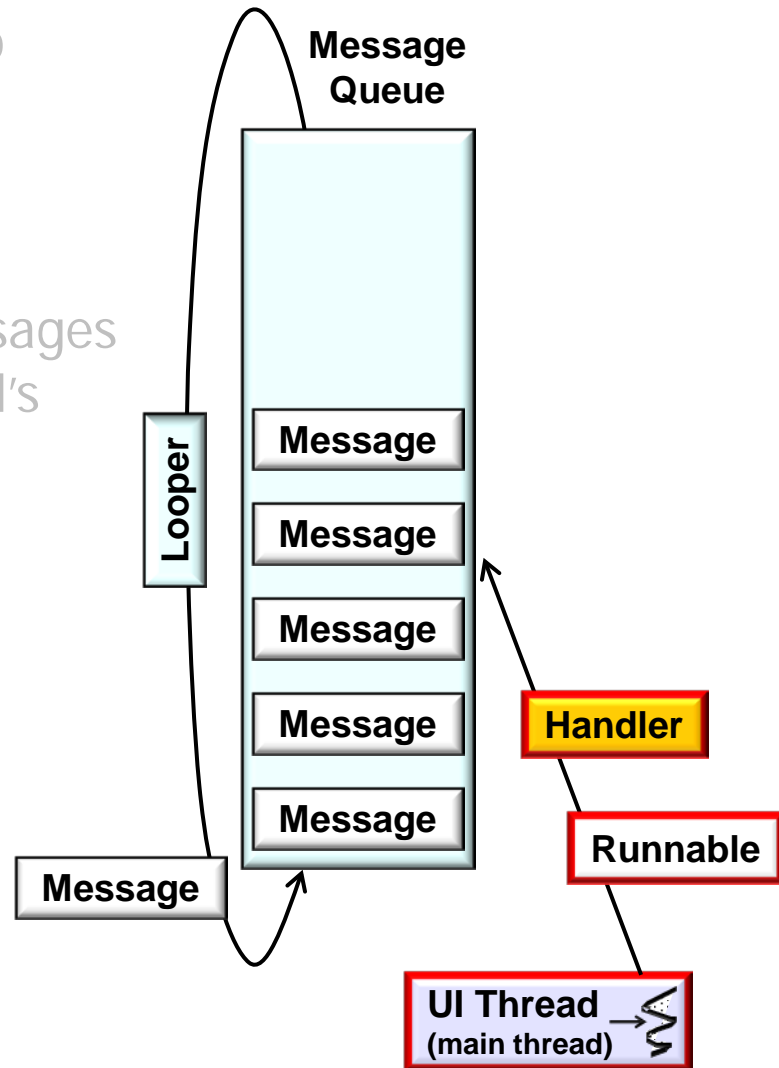 Message
Queue
sages
l's
Looper
Message
Message
Message
Message
Message
Message
Handler
Runnable
UI Thread
(main thread)